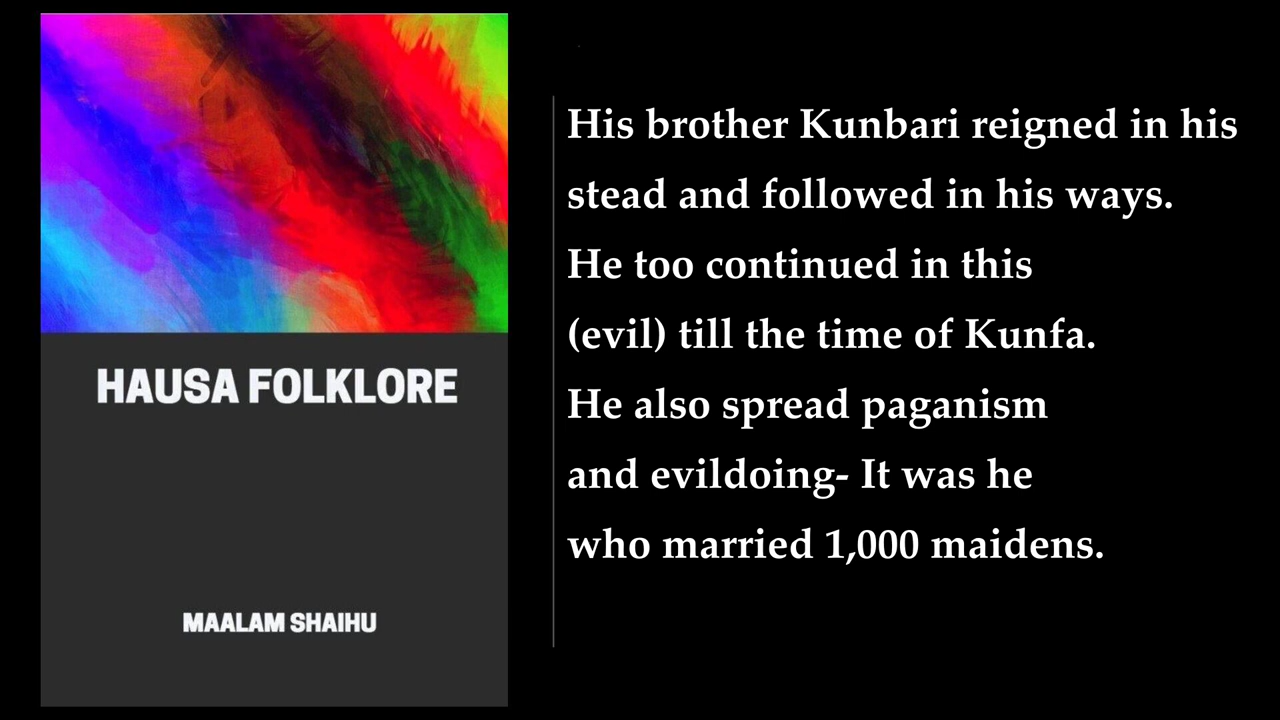 HAUSA FOLKLORE
MAALAM SHAIHU
His brother Kunbari reigned in his
stead and followed in his ways.
He too continued in this
(evil) till the time of Kunfa.
He also spread paganism
and evildoing- It was he
who married 1,000 maidens.